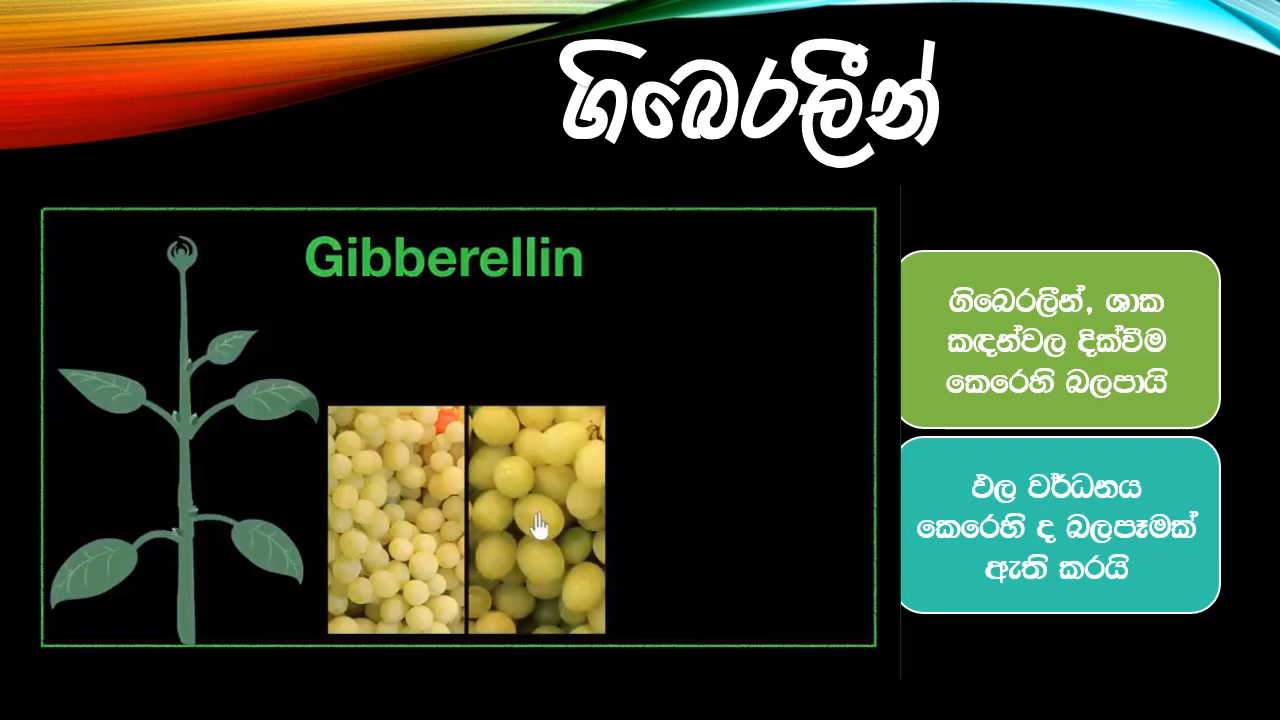 ගිබෙරලීන්
Gibberellin
ගිබෙරලීන්, ශාක
කඳන්වල දික්වීම
කෙරෙහි බලපායි
ඵල වර්ධනය
කෙරෙහි ද බලපෑමක්
ඇති කරයි